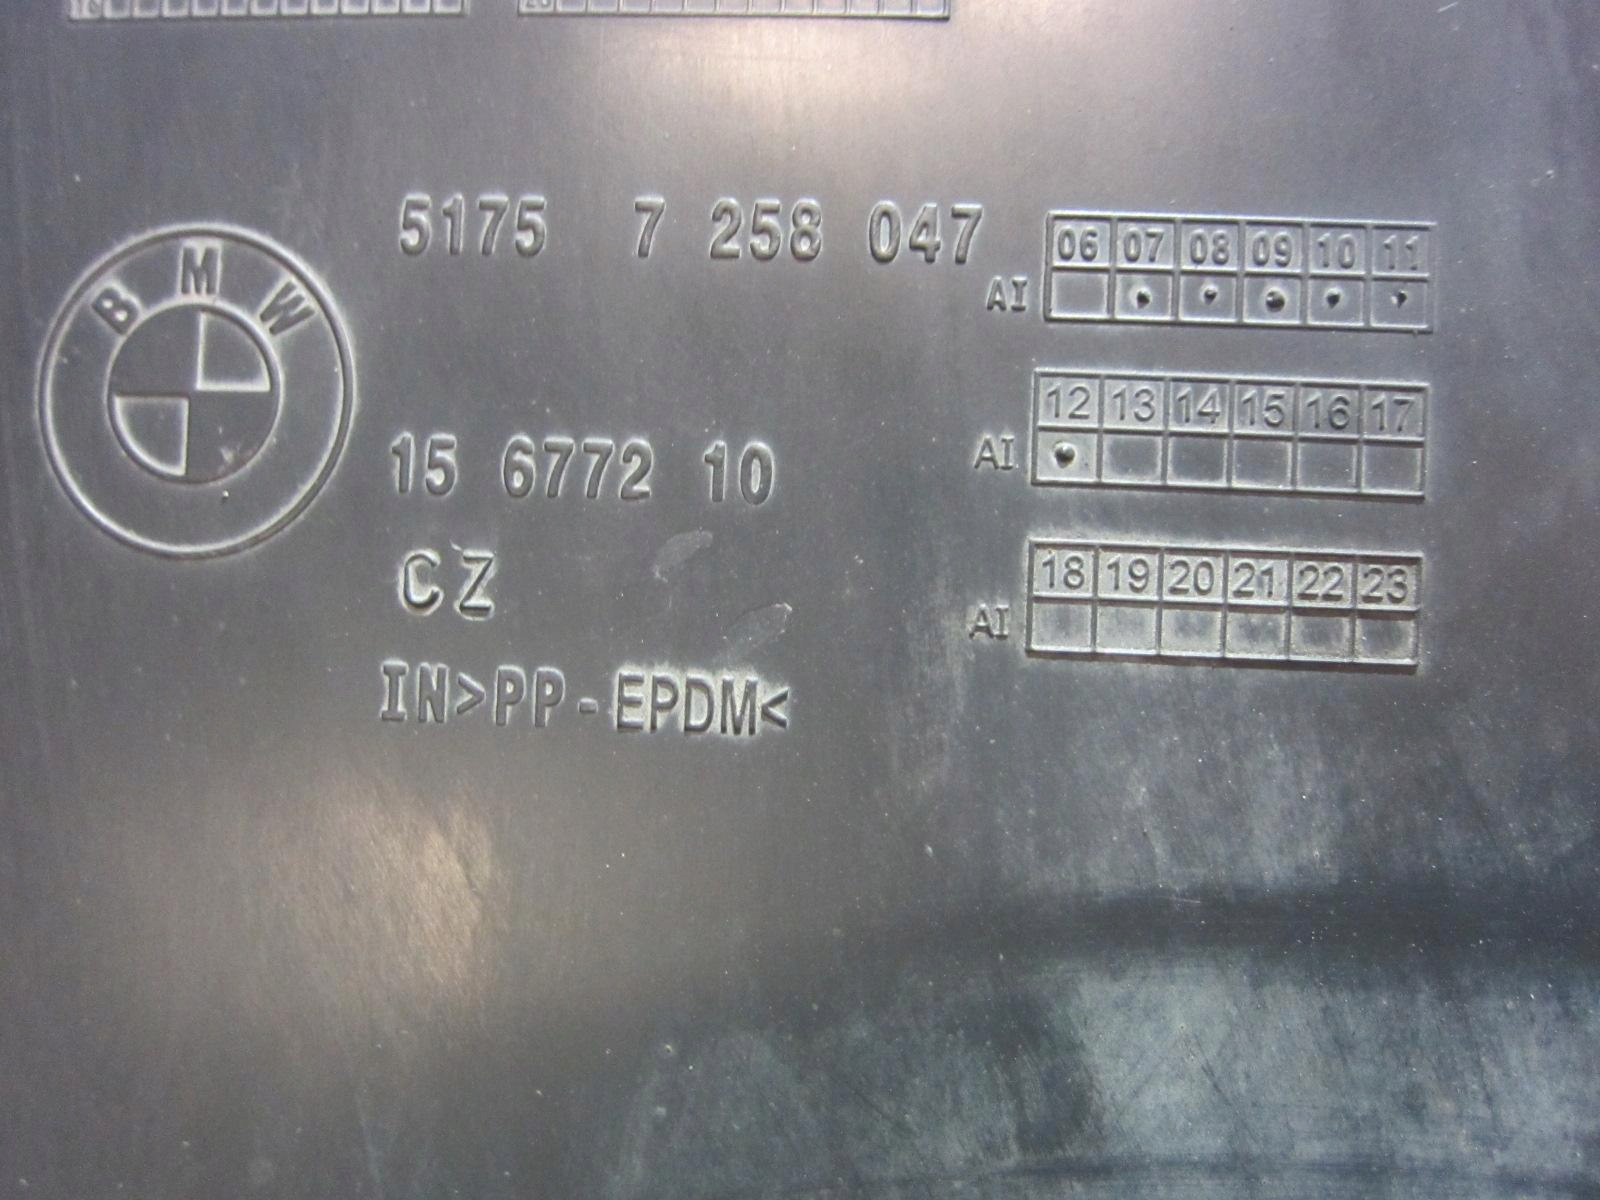 BMW
5175 7 258 047
06 07 08 09 10 11
AI
15 6772 10
12 13 14 15 16 17
AI
CZ
18 19 20 21 22 23
AI
IN>PP-EPDM<